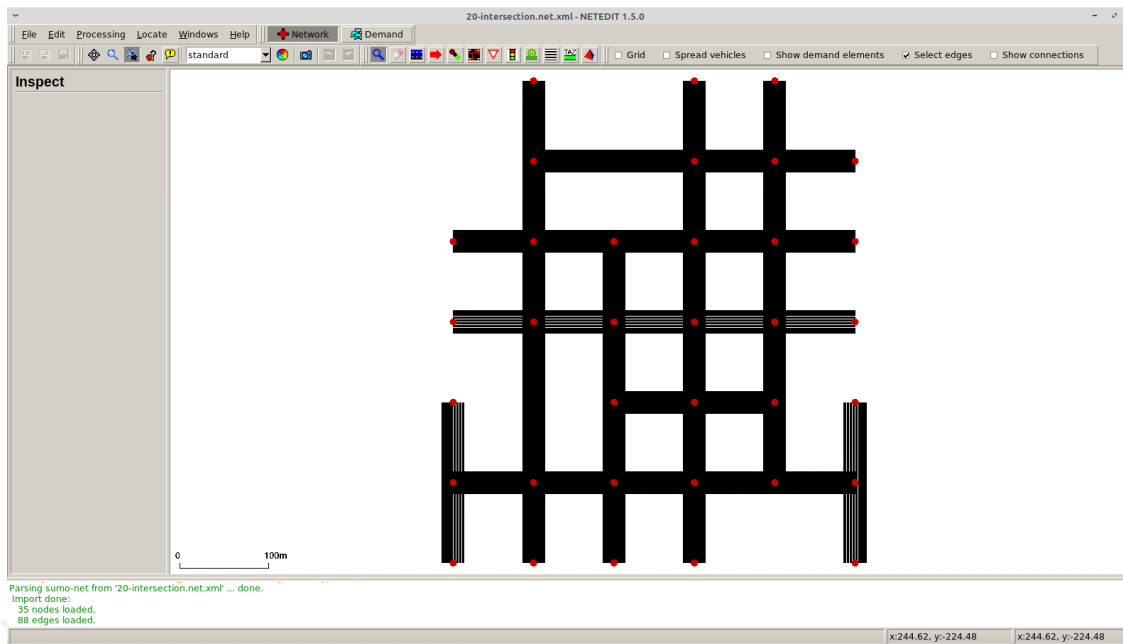 20-intersection.net.xml - NETEDIT 1.5.0
File Edit Processing Locate Windows Help Network Demand
standard TAZ Grid Spread vehicles Show demand elements Select edges Show connections
Inspect
0 100m
Parsing sumo-net from '20-intersection.net.xml' ... done.
Import done:
35 nodes loaded.
88 edges loaded.
x:244.62, y:-224.48 x:244.62, y:-224.48